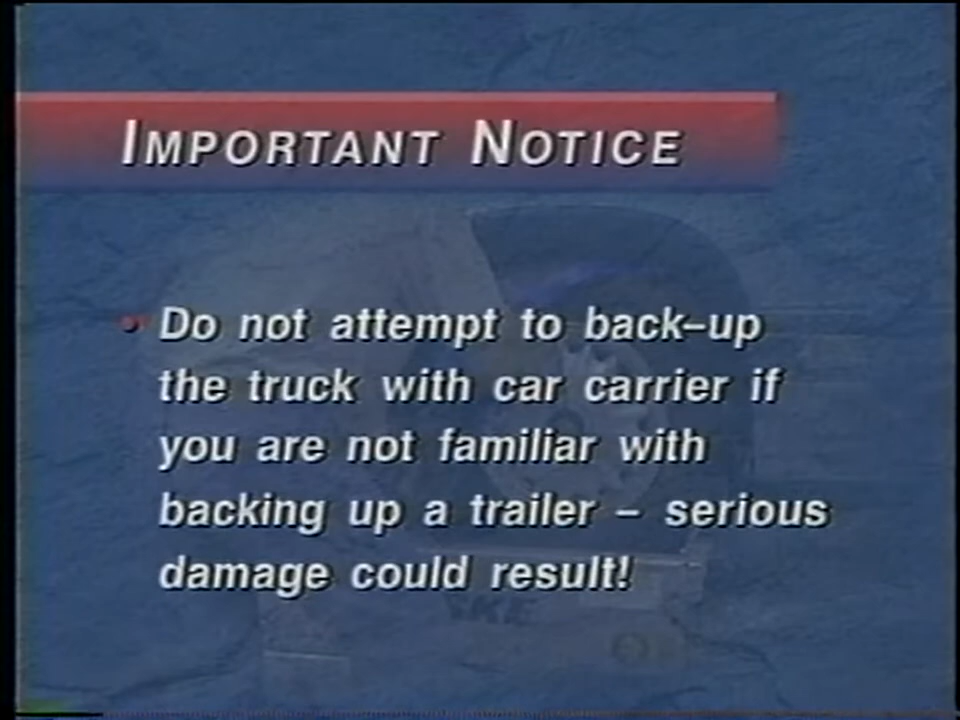 IMPORTANT NOTICE
• Do not attempt to back-up
the truck with car carrier if
you are not familiar with
backing up a trailer – serious
damage could result!